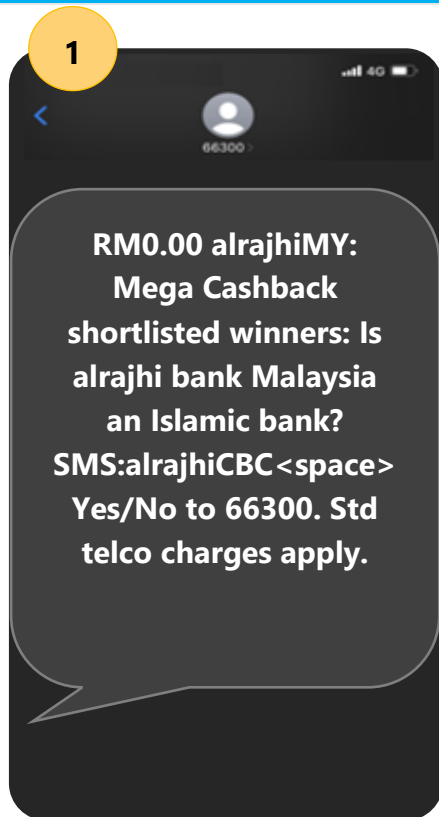 1
4G
66300
RM0.00 alrajhiMY:
Mega Cashback
shortlisted winners: Is
alrajhi bank Malaysia
an Islamic bank?
SMS:alrajhiCBC<space>
Yes/No to 66300. Std
telco charges apply.